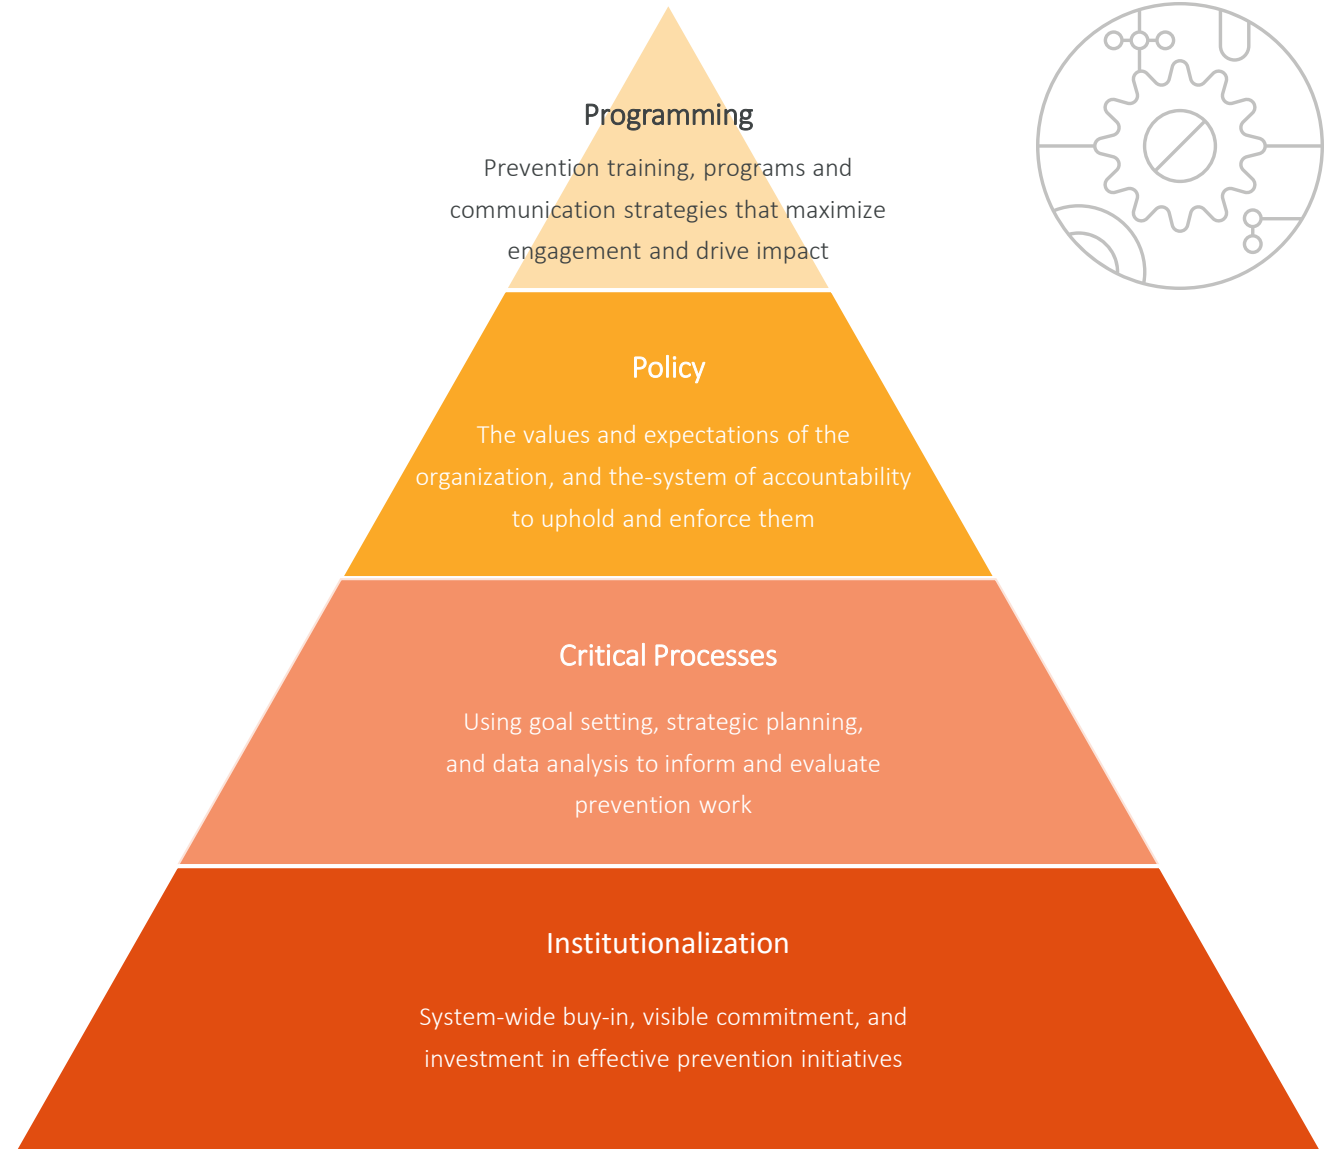 Programming
Prevention training, programs and
communication strategies that maximize
engagement and drive impact
Policy
The values and expectations of the
organization, and the-system of accountability
to uphold and enforce them
Critical Processes
Using goal setting, strategic planning,
and data analysis to inform and evaluate
prevention work
Institutionalization
System-wide buy-in, visible commitment, and
investment in effective prevention initiatives